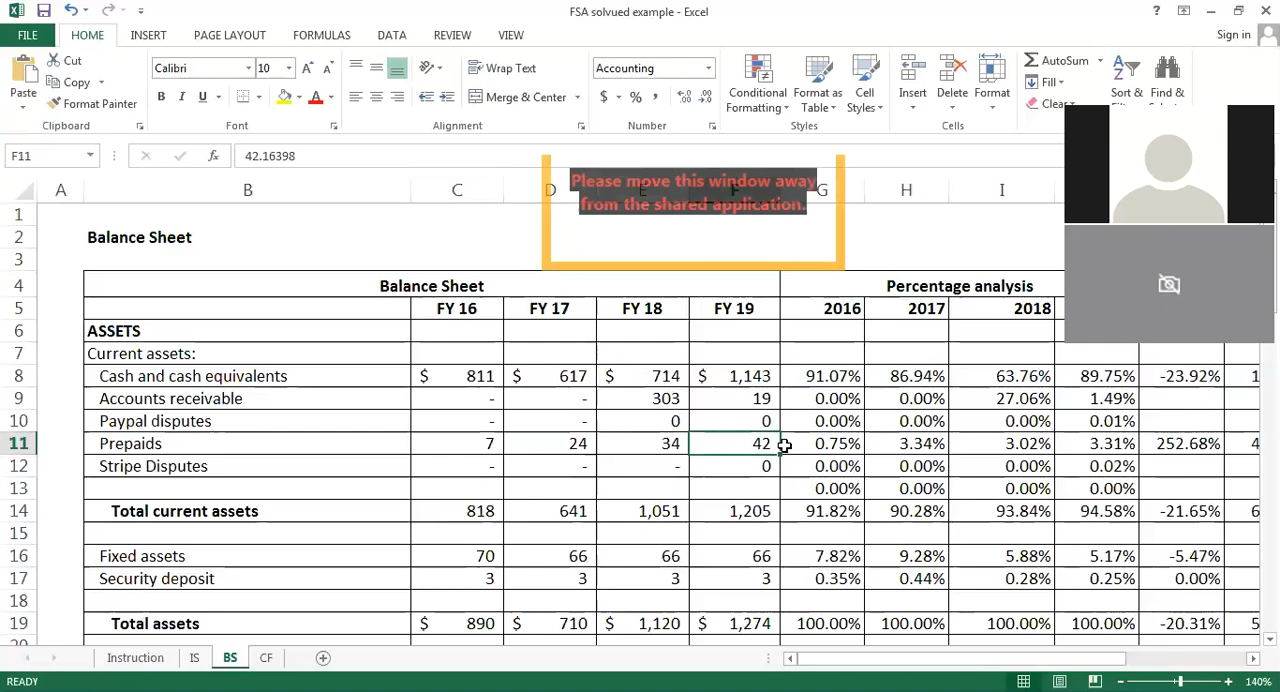 FSA solvued example - Excel
FILE HOME INSERT PAGE LAYOUT FORMULAS DATA REVIEW VIEW Sign in
Paste Cut Copy Format Painter Clipboard
Calibri 10 B I U Font
Wrap Text Merge & Center Alignment
Accounting $ % , Number
Conditional Formatting Format as Table Cell Styles Styles
Insert Delete Format Cells
AutoSum Fill Clear Sort & Find &
F11 fx 42.16398
Please move this window away
from the shared application.
A B C D E F G H I
1
2 Balance Sheet
3
4 Balance Sheet Percentage analysis
5 FY 16 FY 17 FY 18 FY 19 2016 2017 2018
6 ASSETS
7 Current assets:
8 Cash and cash equivalents $ 811 $ 617 $ 714 $ 1,143 91.07% 86.94% 63.76% 89.75% -23.92% 1
9 Accounts receivable - - 303 19 0.00% 0.00% 27.06% 1.49%
10 Paypal disputes - - 0 0 0.00% 0.00% 0.00% 0.01%
11 Prepaids 7 24 34 42 0.75% 3.34% 3.02% 3.31% 252.68% 4
12 Stripe Disputes - - - 0 0.00% 0.00% 0.00% 0.02%
13 0.00% 0.00% 0.00% 0.00%
14 Total current assets 818 641 1,051 1,205 91.82% 90.28% 93.84% 94.58% -21.65% 6
15
16 Fixed assets 70 66 66 66 7.82% 9.28% 5.88% 5.17% -5.47%
17 Security deposit 3 3 3 3 0.35% 0.44% 0.28% 0.25% 0.00%
18
19 Total assets $ 890 $ 710 $ 1,120 $ 1,274 100.00% 100.00% 100.00% 100.00% -20.31% 5
Instruction IS BS CF
READY 140%